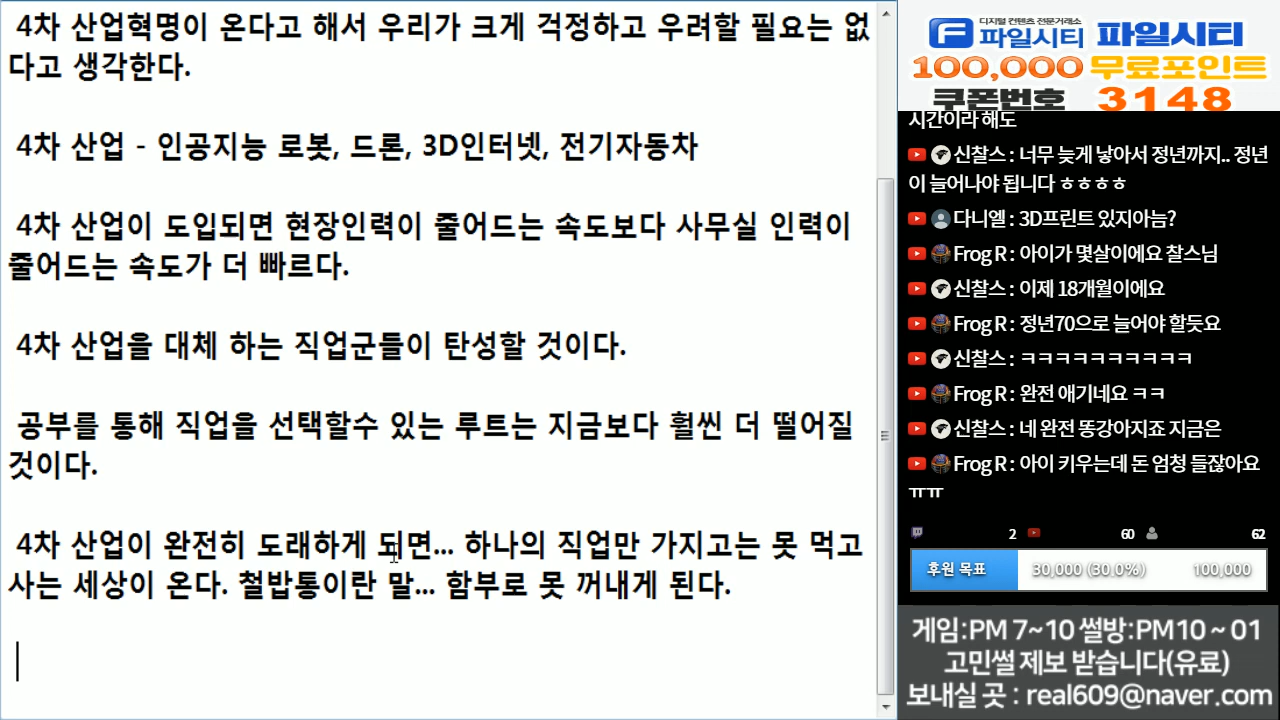 4차 산업혁명이 온다고 해서 우리가 크게 걱정하고 우려할 필요는 없
다고 생각한다.
4차 산업 - 인공지능 로봇, 드론, 3D인터넷, 전기자동차
4차 산업이 도입되면 현장인력이 줄어드는 속도보다 사무실 인력이
줄어드는 속도가 더 빠르다.
4차 산업을 대체 하는 직업군들이 탄성할 것이다.
공부를 통해 직업을 선택할수 있는 루트는 지금보다 훨씬 더 떨어질
것이다.
4차 산업이 완전히 도래하게 되면... 하나의 직업만 가지고는 못 먹고
사는 세상이 온다. 철밥통이란 말... 함부로 못 꺼내게 된다.
디지털 컨텐츠 전문거래소
파일시티 파일시티
100,000 무료포인트
쿠폰번호 3148
시간이라 해도
신찰스 : 너무 늦게 낳아서 정년까지.. 정년
이 늘어나야 됩니다 ㅎㅎㅎㅎ
다니엘 : 3D프린트 있지아늠?
Frog R : 아이가 몇살이에요 찰스님
신찰스 : 이제 18개월이에요
Frog R : 정년70으로 늘어야 할듯요
신찰스 : ㅋㅋㅋㅋㅋㅋㅋㅋㅋㅋ
Frog R : 완전 애기네요 ㅋㅋ
신찰스 : 네 완전 똥강아지죠 지금은
Frog R : 아이 키우는데 돈 엄청 들잖아요
ㅠㅠ
2 60 62
후원 목표 30,000 (30.0%) 100,000
게임:PM 7~10 썰방:PM10 ~ 01
고민썰 제보 받습니다(유료)
보내실 곳 : real609@naver.com